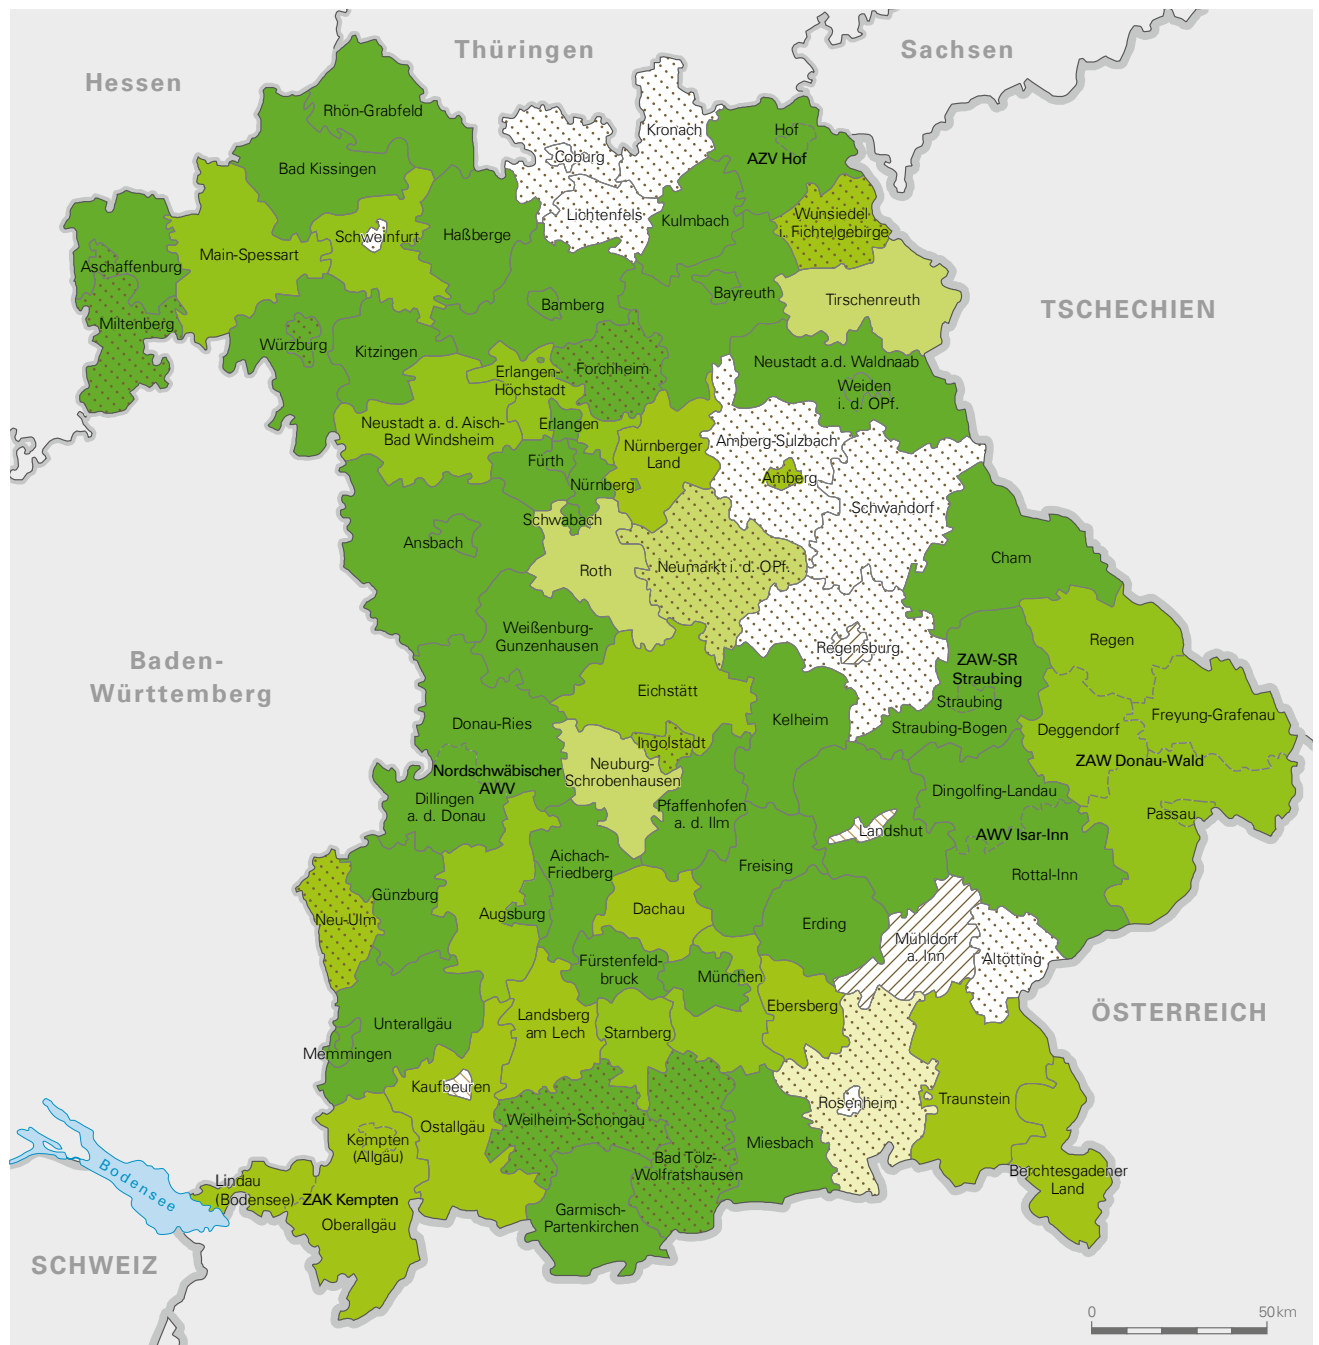 Thüringen
Sachsen
Hessen
Rhön-Grabfeld
Kronach
Hof
AZV Hof
Coburg
Bad Kissingen
Lichtenfels
Kulmbach
Wunsiedel
i. Fichtelgebirge
Schweinfurt
Haßberge
Main-Spessart
Aschaffenburg
Bayreuth
Tirschenreuth
Bamberg
TSCHECHIEN
Miltenberg
Würzburg
Kitzingen
Neustadt a.d. Waldnaab
Erlangen-
Höchstadt
Forchheim
Weiden
i. d. OPf.
Neustadt a. d. Aisch-
Bad Windsheim
Erlangen
Amberg-Sulzbach
Nürnberger
Land
Fürth
Amberg
Nürnberg
Schwandorf
Schwabach
Ansbach
Cham
Roth
Neumarkt i. d. OPf.
Weißenburg-
Gunzenhausen
Regen
Regensburg
ZAW-SR
Straubing
Baden-
Württemberg
Eichstätt
Straubing
Freyung-Grafenau
Donau-Ries
Kelheim
Straubing-Bogen
Deggendorf
Ingolstadt
ZAW Donau-Wald
Nordschwäbischer
AWV
Neuburg-
Schrobenhausen
Dingolfing-Landau
Dillingen
a. d. Donau
Pfaffenhofen
a. d. Ilm
Passau
Landshut
AWV Isar-Inn
Aichach-
Friedberg
Freising
Rottal-Inn
Günzburg
Dachau
Neu-Ulm
Augsburg
Erding
Mühldorf
a. Inn
Altötting
Fürstenfeld-
bruck
München
Ebersberg
ÖSTERREICH
Landsberg
am Lech
Unterallgäu
Starnberg
Memmingen
Kaufbeuren
Rosenheim
Traunstein
Ostallgäu
Weilheim-Schongau
Kempten
(Allgäu)
Miesbach
Bad Tölz-
Wolfratshausen
Berchtesgadener
Land
Bodensee
Lindau
(Bodensee)
ZAK Kempten
Oberallgäu
Garmisch-
Partenkirchen
SCHWEIZ
0
50 km